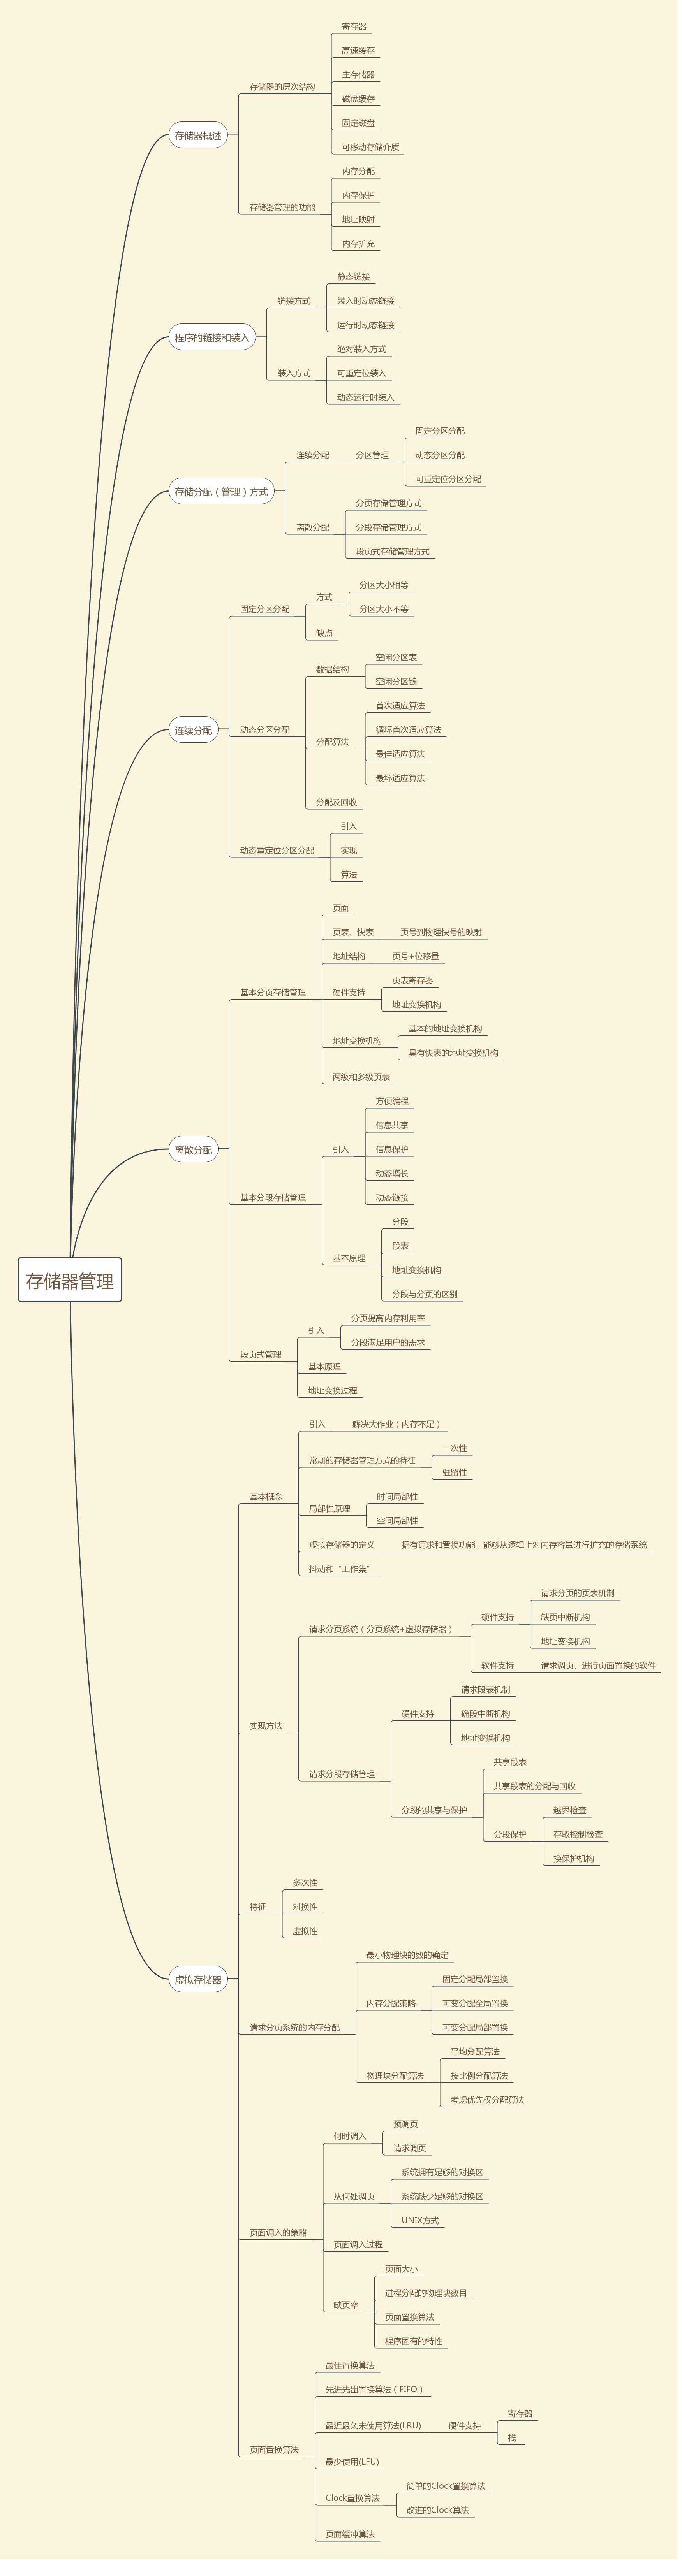 存储器管理
存储器概述
存储器的层次结构
寄存器
高速缓存
主存储器
磁盘缓存
固定磁盘
可移动存储介质
存储器管理的功能
内存分配
内存保护
地址映射
内存扩充
程序的链接和装入
链接方式
静态链接
装入时动态链接
运行时动态链接
装入方式
绝对装入方式
可重定位装入
动态运行时装入
存储分配（管理）方式
连续分配
分区管理
固定分区分配
动态分区分配
可重定位分区分配
离散分配
分页存储管理方式
分段存储管理方式
段页式存储管理方式
连续分配
固定分区分配
方式
分区大小相等
分区大小不等
缺点
动态分区分配
数据结构
空闲分区表
空闲分区链
分配算法
首次适应算法
循环首次适应算法
最佳适应算法
最坏适应算法
分配及回收
动态重定位分区分配
引入
实现
算法
离散分配
基本分页存储管理
页面
页表、快表
页号到物理快号的映射
地址结构
页号+位移量
硬件支持
页表寄存器
地址变换机构
地址变换机构
基本的地址变换机构
具有快表的地址变换机构
两级和多级页表
基本分段存储管理
引入
方便编程
信息共享
信息保护
动态增长
动态链接
基本原理
分段
段表
地址变换机构
分段与分页的区别
段页式管理
引入
分页提高内存利用率
分段满足用户的需求
基本原理
地址变换过程
虚拟存储器
基本概念
引入
解决大作业（内存不足）
常规的存储器管理方式的特征
一次性
驻留性
局部性原理
时间局部性
空间局部性
虚拟存储器的定义
据有请求和置换功能，能够从逻辑上对内存容量进行扩充的存储系统
抖动和“工作集”
实现方法
请求分页系统（分页系统+虚拟存储器）
硬件支持
请求分页的页表机制
缺页中断机构
地址变换机构
软件支持
请求调页、进行页面置换的软件
请求分段存储管理
硬件支持
请求段表机制
确段中断机构
地址变换机构
分段的共享与保护
共享段表
共享段表的分配与回收
分段保护
越界检查
存取控制检查
换保护机构
特征
多次性
对换性
虚拟性
请求分页系统的内存分配
最小物理块的数的确定
内存分配策略
固定分配局部置换
可变分配全局置换
可变分配局部置换
物理块分配算法
平均分配算法
按比例分配算法
考虑优先权分配算法
页面调入的策略
何时调入
预调页
请求调页
从何处调页
系统拥有足够的对换区
系统缺少足够的对换区
UNIX方式
页面调入过程
缺页率
页面大小
进程分配的物理块数目
页面置换算法
程序固有的特性
页面置换算法
最佳置换算法
先进先出置换算法（FIFO）
最近最久未使用算法(LRU)
硬件支持
寄存器
栈
最少使用(LFU)
Clock置换算法
简单的Clock置换算法
改进的Clock算法
页面缓冲算法